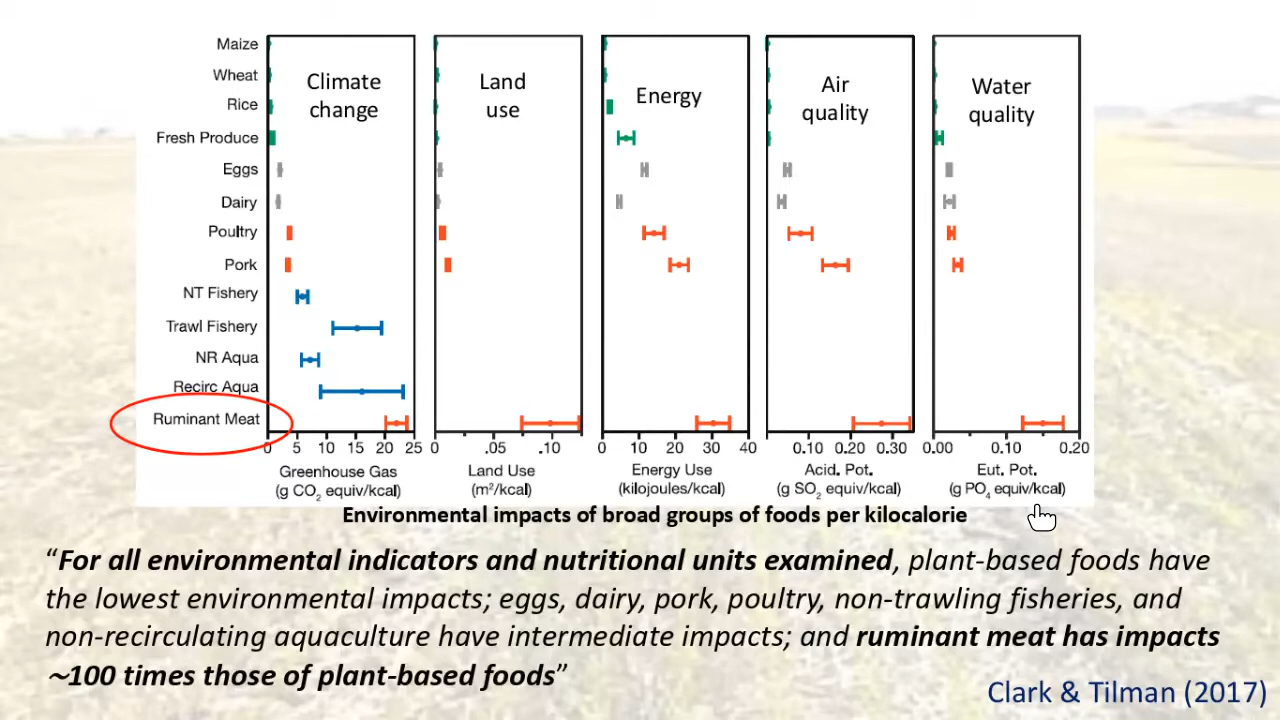 Maize
Wheat
Rice
Fresh Produce
Eggs
Dairy
Poultry
Pork
NT Fishery
Trawl Fishery
NR Aqua
Recirc Aqua
Ruminant Meat
Climate
change
Land
use
Energy
Air
quality
Water
quality
0 5 10 15 20 25
0 .05 .10
0 10 20 30 40
0.10 0.20 0.30
0.00 0.10 0.20
Greenhouse Gas
(g CO₂ equiv/kcal)
Land Use
(m²/kcal)
Energy Use
(kilojoules/kcal)
Acid. Pot.
(g SO₂ equiv/kcal)
Eut. Pot.
(g PO₄ equiv/kcal)
Environmental impacts of broad groups of foods per kilocalorie
“For all environmental indicators and nutritional units examined, plant-based foods have
the lowest environmental impacts; eggs, dairy, pork, poultry, non-trawling fisheries, and
non-recirculating aquaculture have intermediate impacts; and ruminant meat has impacts
∼100 times those of plant-based foods”
Clark & Tilman (2017)